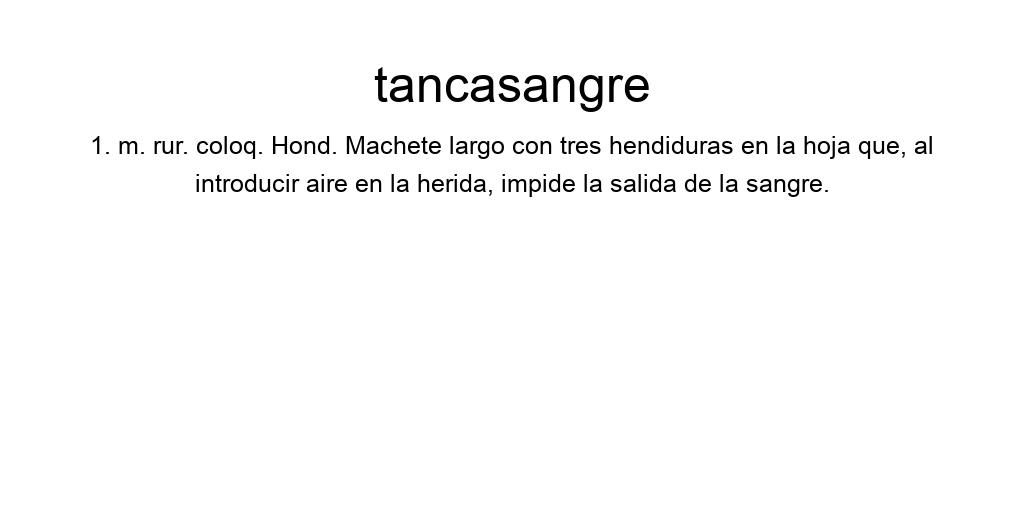 tancasangre
1. m. rur. coloq. Hond. Machete largo con tres hendiduras en la hoja que, al
introducir aire en la herida, impide la salida de la sangre.